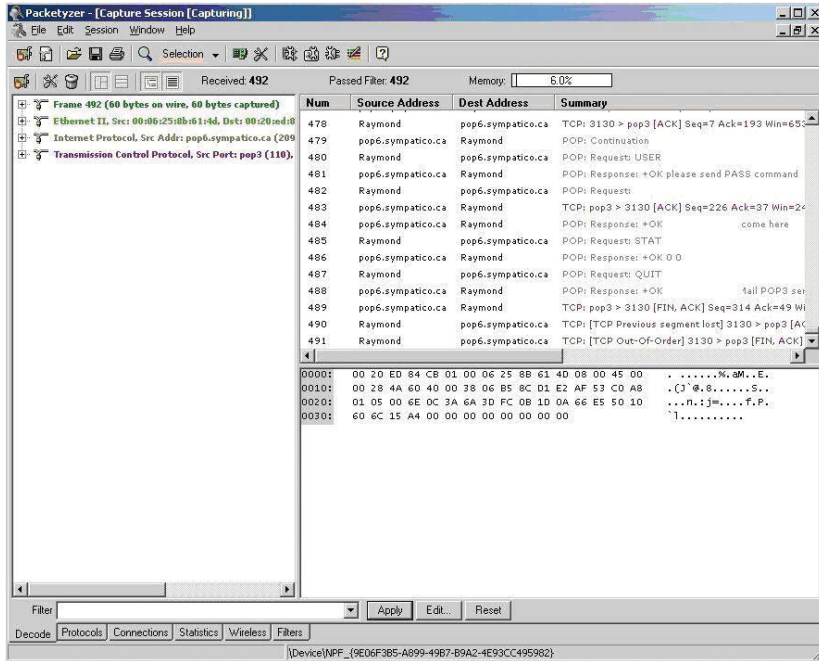 Packetyzer - [Capture Session [Capturing]]
File Edit Session Window Help
Selection
Received: 492 Passed Filter: 492 Memory: 6.0%
Frame 492 (60 bytes on wire, 60 bytes captured)
Ethernet II, Src: 00:06:25:8b:61:4d, Dst: 00:20:ed:8
Internet Protocol, Src Addr: pop6.sympatico.ca (209
Transmission Control Protocol, Src Port: pop3 (110),
Num Source Address Dest Address Summary
478 Raymond pop6.sympatico.ca TCP: 3130 > pop3 [ACK] Seq=7 Ack=193 Win=653
479 pop6.sympatico.ca Raymond POP: Continuation
480 Raymond pop6.sympatico.ca POP: Request: USER
481 pop6.sympatico.ca Raymond POP: Response: +OK please send PASS command
482 Raymond pop6.sympatico.ca POP: Request:
483 pop6.sympatico.ca Raymond TCP: pop3 > 3130 [ACK] Seq=226 Ack=37 Win=24
484 pop6.sympatico.ca Raymond POP: Response: +OK come here
485 Raymond pop6.sympatico.ca POP: Request: STAT
486 pop6.sympatico.ca Raymond POP: Response: +OK 0 0
487 Raymond pop6.sympatico.ca POP: Request: QUIT
488 pop6.sympatico.ca Raymond POP: Response: +OK POP3 ser
489 pop6.sympatico.ca Raymond TCP: pop3 > 3130 [FIN, ACK] Seq=314 Ack=49 Wi
490 Raymond pop6.sympatico.ca TCP: [TCP Previous segment lost] 3130 > pop3 [AC
491 Raymond pop6.sympatico.ca TCP: [TCP Out-Of-Order] 3130 > pop3 [FIN, ACK]
0000: 00 20 ED 84 CB 01 00 06 25 8B 61 4D 08 00 45 00 . ......%.aM..E.
0010: 00 28 4A 60 40 00 38 06 B5 8C D1 E2 AF 53 C0 A8 .(J`@.8......S..
0020: 01 05 00 6E 0C 3A 6A 3D FC 0B 1D 0A 66 E5 50 10 ...n.:j=....f.P.
0030: 60 6C 15 A4 00 00 00 00 00 00 00 00 `l..........
Filter Apply Edit... Reset
Decode Protocols Connections Statistics Wireless Filters
\Device\NPF_{9E06F3B5-A899-49B7-B9A2-4E93CC495982}